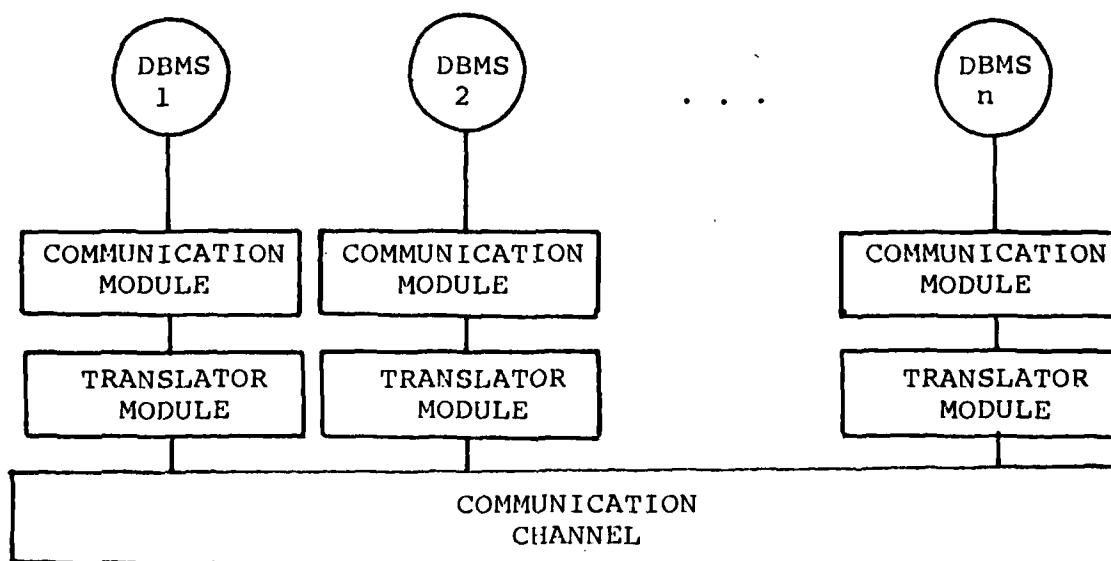 DBMS
1
DBMS
2
. . .
DBMS
n
COMMUNICATION
MODULE
COMMUNICATION
MODULE
COMMUNICATION
MODULE
TRANSLATOR
MODULE
TRANSLATOR
MODULE
TRANSLATOR
MODULE
COMMUNICATION
CHANNEL